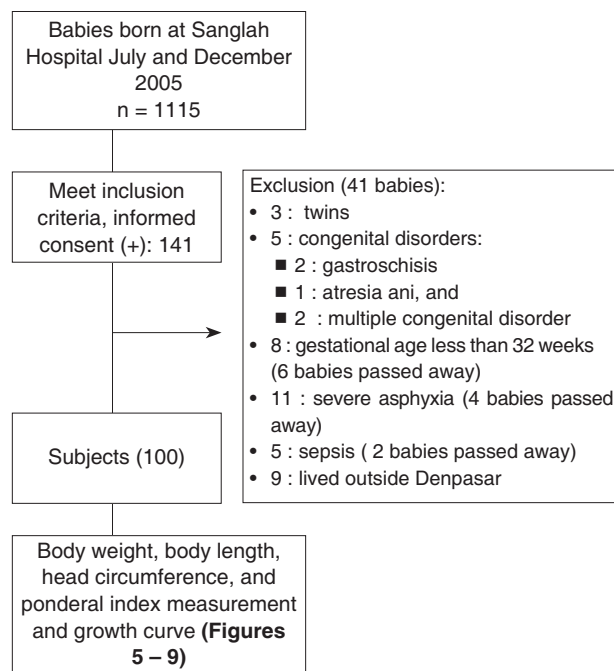 Babies born at Sanglah
Hospital July and December
2005
n = 1115
Meet inclusion
criteria, informed
consent (+): 141
Exclusion (41 babies):
• 3 : twins
• 5 : congenital disorders:
■ 2 : gastroschisis
■ 1 : atresia ani, and
■ 2 : multiple congenital disorder
• 8 : gestational age less than 32 weeks
(6 babies passed away)
• 11 : severe asphyxia (4 babies passed
away)
• 5 : sepsis ( 2 babies passed away)
• 9 : lived outside Denpasar
Subjects (100)
Body weight, body length,
head circumference, and
ponderal index measurement
and growth curve (Figures
5 – 9)